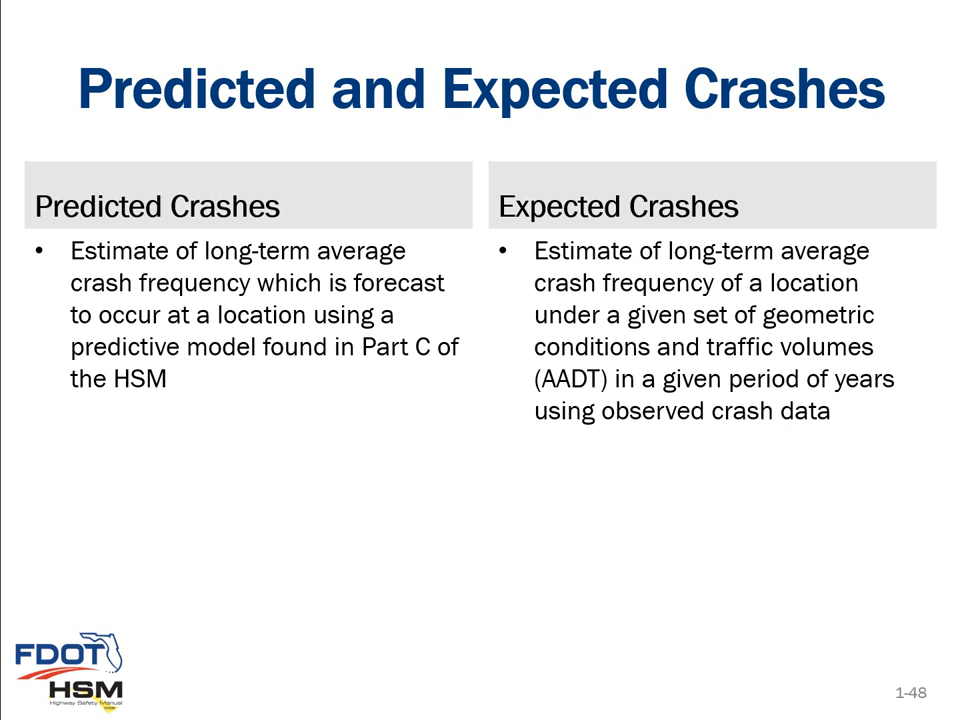 Predicted and Expected Crashes
Predicted Crashes
• Estimate of long-term average
crash frequency which is forecast
to occur at a location using a
predictive model found in Part C of
the HSM
Expected Crashes
• Estimate of long-term average
crash frequency of a location
under a given set of geometric
conditions and traffic volumes
(AADT) in a given period of years
using observed crash data
FDOT
HSM
Highway Safety Manual
1-48